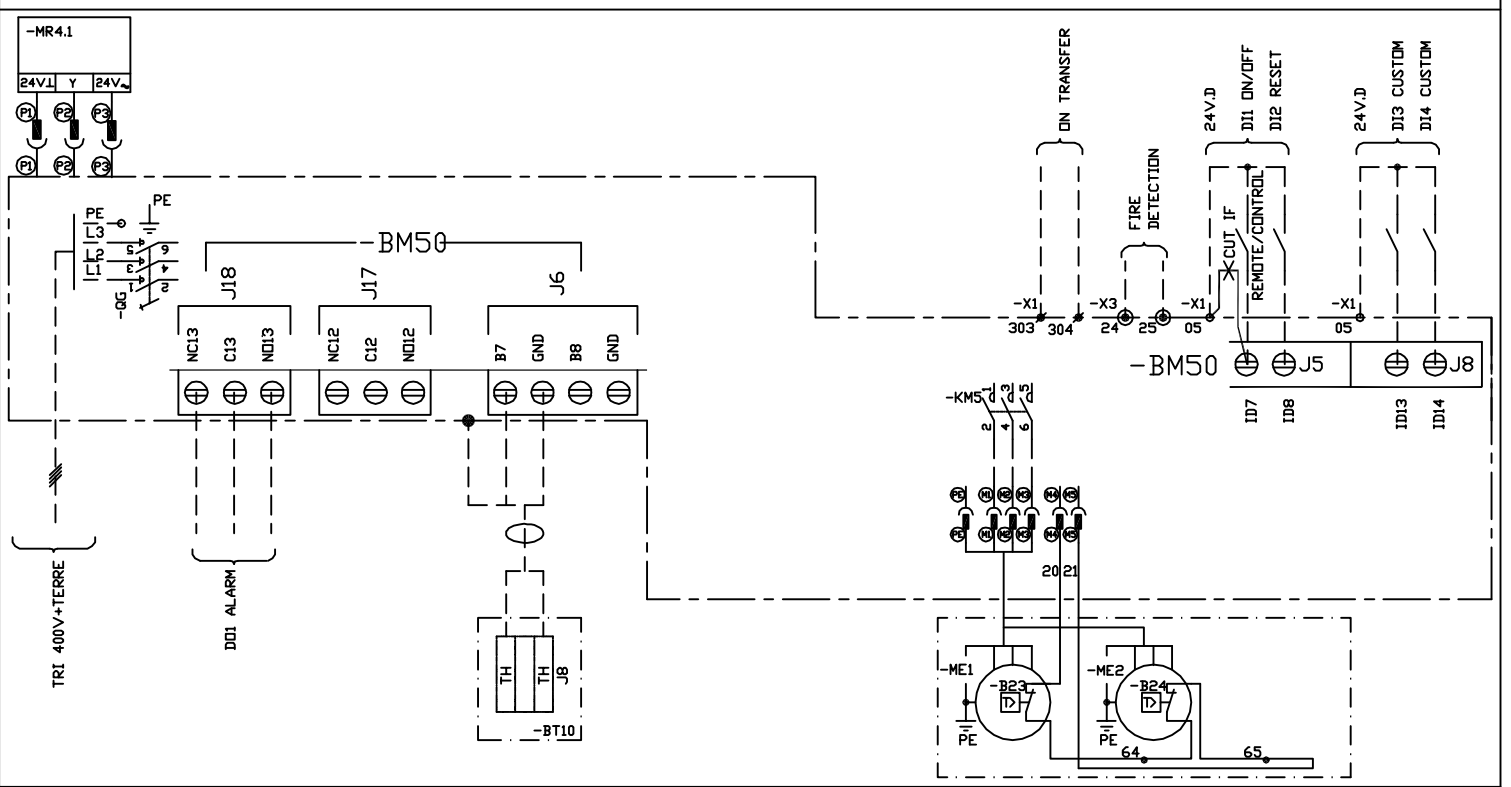 -MR4.1
24V⊥ Y 24V~
P1 P2 P3
P1 P2 P3
PE
PE
L3
L2
L1
5 6
3 4
1 2
-QG
-BM50
J18
J17
J6
NC13
C13
NO13
NC12
C12
NO12
B7
GND
B8
GND
TRI 400V+TERRE
DO1 ALARM
TH
TH
J8
-BT10
ON TRANSFER
FIRE
DETECTION
24V.D
DI1 ON/OFF
DI2 RESET
24V.D
DI3 CUSTOM
DI4 CUSTOM
CUT IF
REMOTE/CONTROL
-X1
303 304
-X3
24 25
-X1
05
-X1
05
-BM50
J5
J8
ID7
ID8
ID13
ID14
-KM5
1 3 5
2 4 6
PE M1 M2 M3 M4 M5
PE M1 M2 M3 M4 M5
20 21
-ME1
-B23
T>
PE
-ME2
-B24
T>
PE
64
65